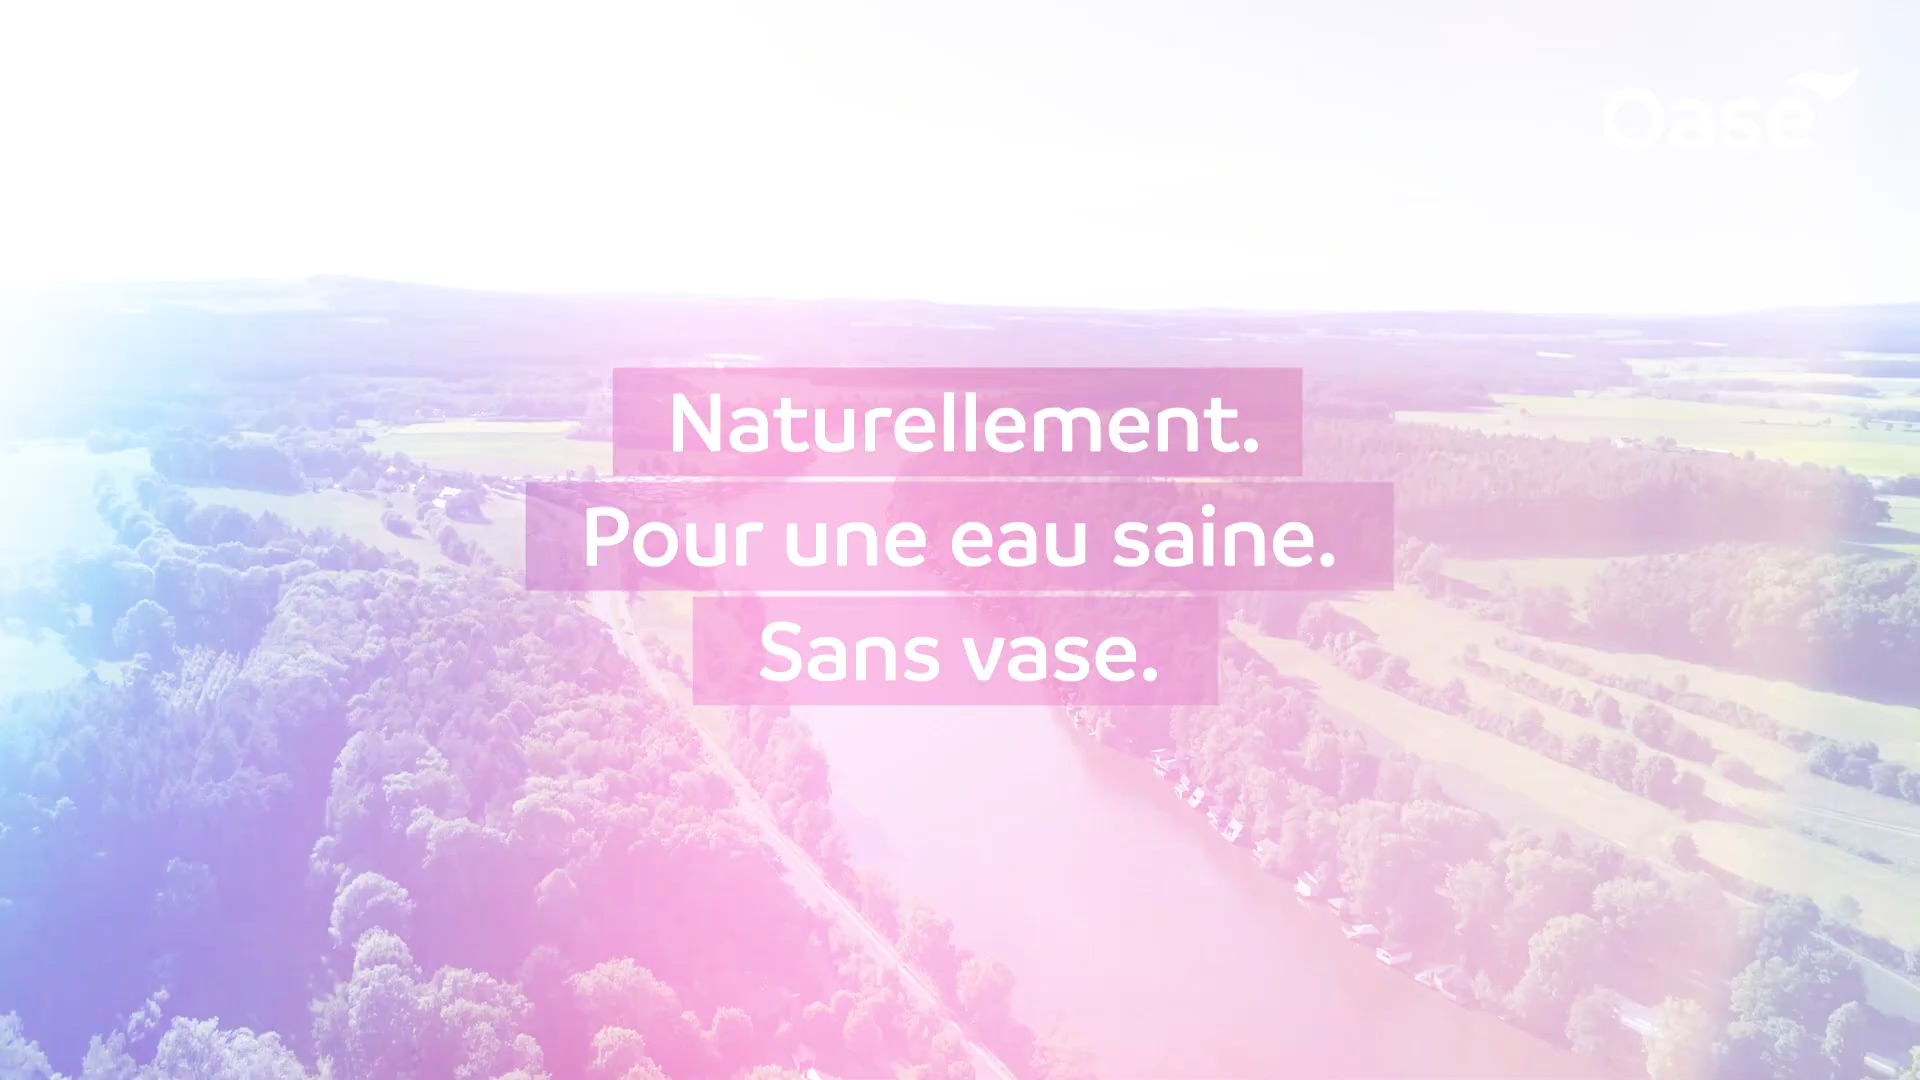 Oase
Naturellement.
Pour une eau saine.
Sans vase.